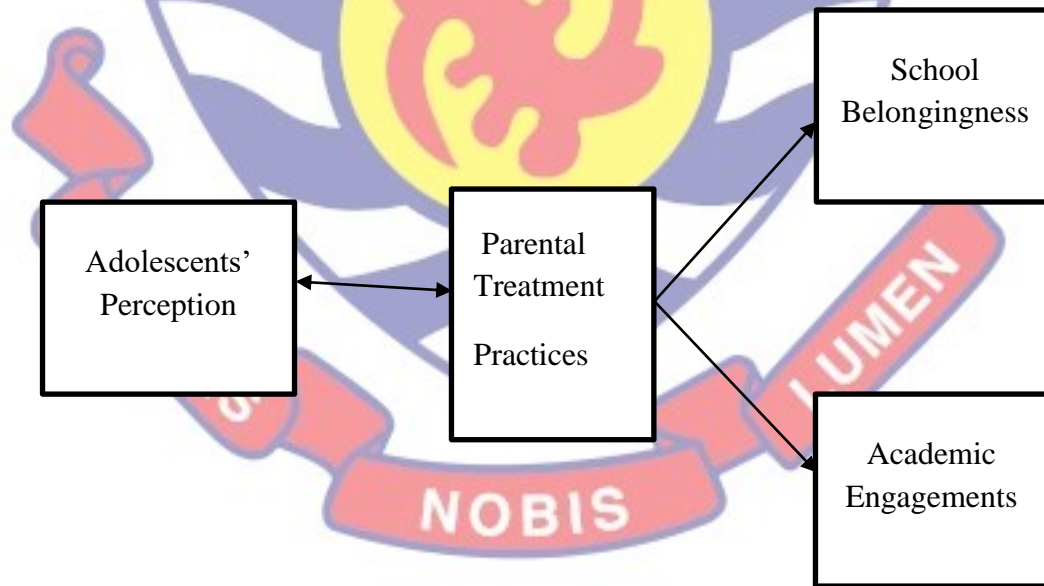 School
Belongingness
Adolescents’
Perception
Parental
Treatment
Practices
Academic
Engagements
NOBIS
LUMEN